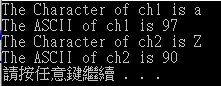 The Character of ch1 is a
The ASCII of ch1 is 97
The Character of ch2 is Z
The ASCII of ch2 is 90
請按任意鍵繼續 . . .